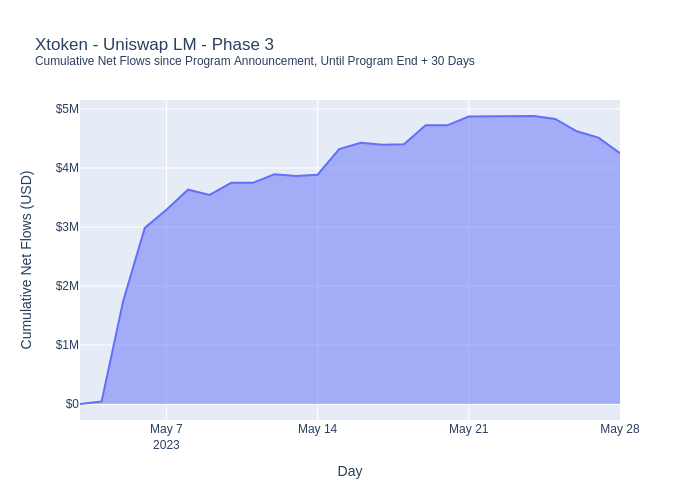 Xtoken - Uniswap LM - Phase 3
Cumulative Net Flows since Program Announcement, Until Program End + 30 Days
$5M
$4M
$3M
$2M
$1M
$0
Cumulative Net Flows (USD)
May 7
2023
May 14
May 21
May 28
Day